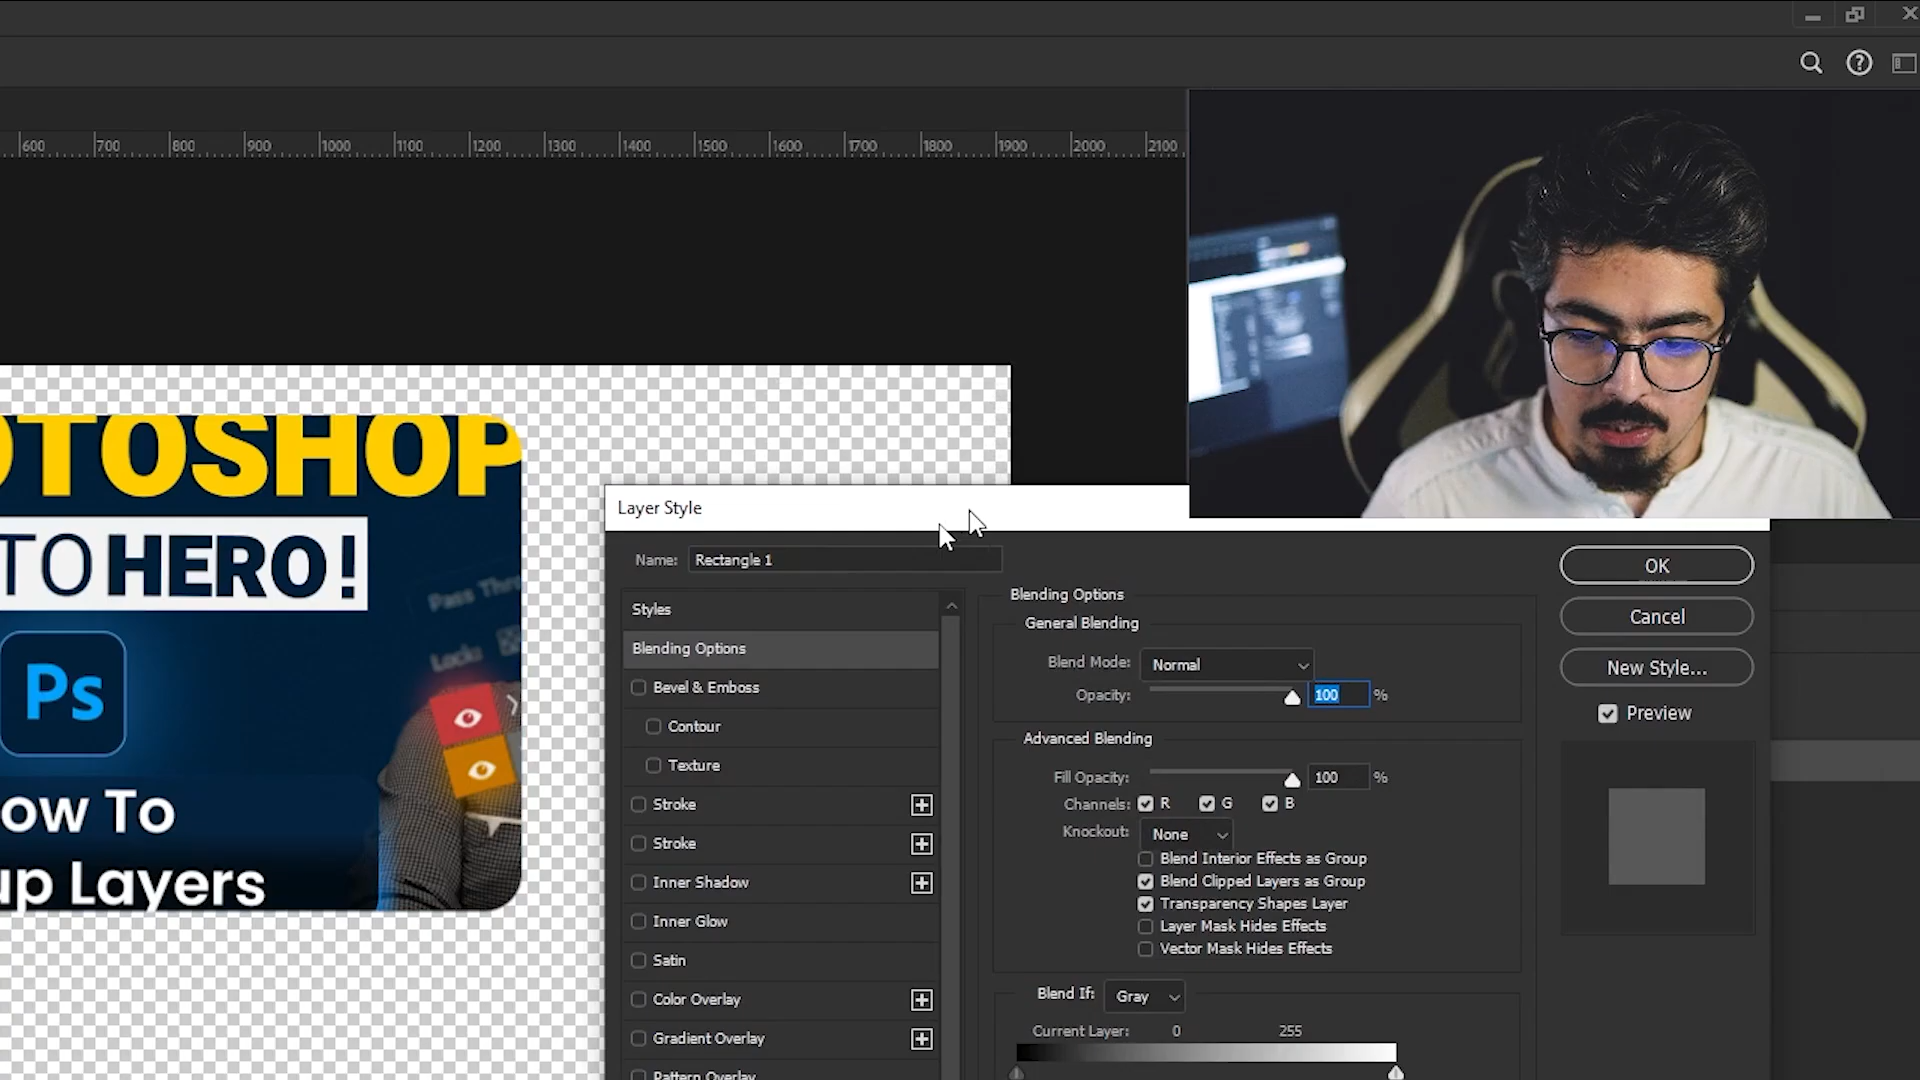 600 700 800 900 1000 1100 1200 1300 1400 1500 1600 1700 1800 1900 2000 2100
OTOSHOP
TO HERO!
Pass Thr
Lock:
Ps
ow To
up Layers
Layer Style
Name: Rectangle 1
Styles
Blending Options
Bevel & Emboss
Contour
Texture
Stroke
Stroke
Inner Shadow
Inner Glow
Satin
Color Overlay
Gradient Overlay
Pattern Overlay
Blending Options
General Blending
Blend Mode: Normal
Opacity: 100 %
Advanced Blending
Fill Opacity: 100 %
Channels: R G B
Knockout: None
Blend Interior Effects as Group
Blend Clipped Layers as Group
Transparency Shapes Layer
Layer Mask Hides Effects
Vector Mask Hides Effects
Blend If: Gray
Current Layer: 0 255
OK
Cancel
New Style...
Preview